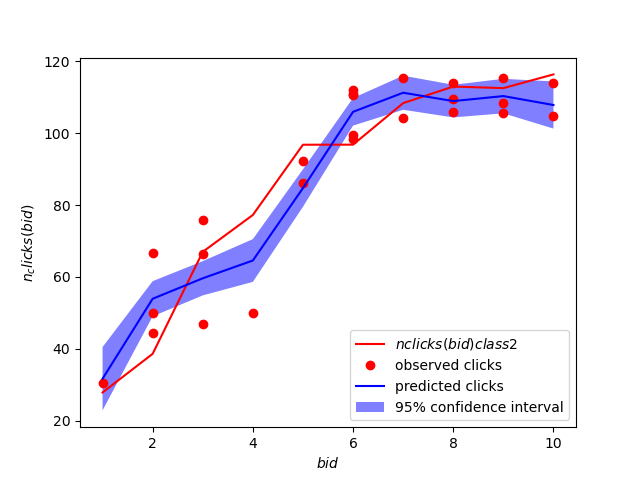 120
100
80
60
40
20
n_clicks(bid)
nclicks(bid)class2
observed clicks
predicted clicks
95% confidence interval
2
4
6
8
10
bid